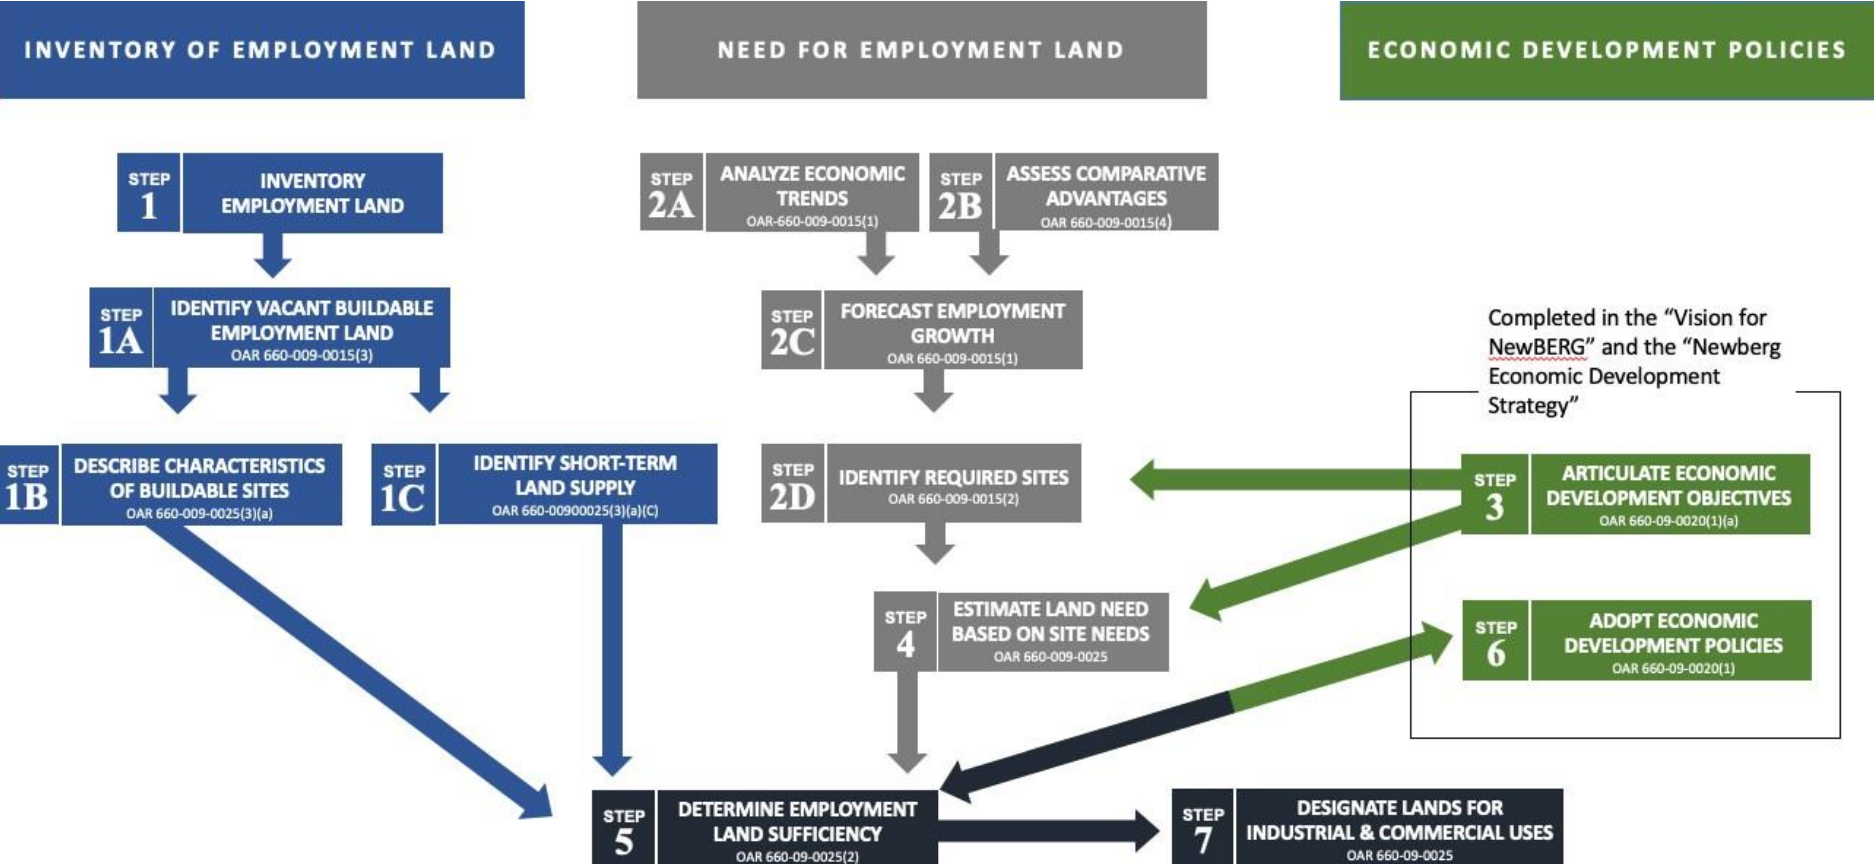 INVENTORY OF EMPLOYMENT LAND
NEED FOR EMPLOYMENT LAND
ECONOMIC DEVELOPMENT POLICIES
STEP
1
INVENTORY
EMPLOYMENT LAND
STEP
2A
ANALYZE ECONOMIC
TRENDS
OAR-660-009-0015(1)
STEP
2B
ASSESS COMPARATIVE
ADVANTAGES
OAR 660-009-0015(4)
STEP
1A
IDENTIFY VACANT BUILDABLE
EMPLOYMENT LAND
OAR 660-009-0015(3)
STEP
2C
FORECAST EMPLOYMENT
GROWTH
OAR 660-009-0015(1)
Completed in the “Vision for
NewBERG” and the “Newberg
Economic Development
Strategy”
STEP
1B
DESCRIBE CHARACTERISTICS
OF BUILDABLE SITES
OAR 660-009-0025(3)(a)
STEP
1C
IDENTIFY SHORT-TERM
LAND SUPPLY
OAR 660-00900025(3)(a)(C)
STEP
2D
IDENTIFY REQUIRED SITES
OAR 660-009-0015(2)
STEP
3
ARTICULATE ECONOMIC
DEVELOPMENT OBJECTIVES
OAR 660-09-0020(1)(a)
STEP
4
ESTIMATE LAND NEED
BASED ON SITE NEEDS
OAR 660-009-0025
STEP
6
ADOPT ECONOMIC
DEVELOPMENT POLICIES
OAR 660-09-0020(1)
STEP
5
DETERMINE EMPLOYMENT
LAND SUFFICIENCY
OAR 660-09-0025(2)
STEP
7
DESIGNATE LANDS FOR
INDUSTRIAL & COMMERCIAL USES
OAR 660-09-0025